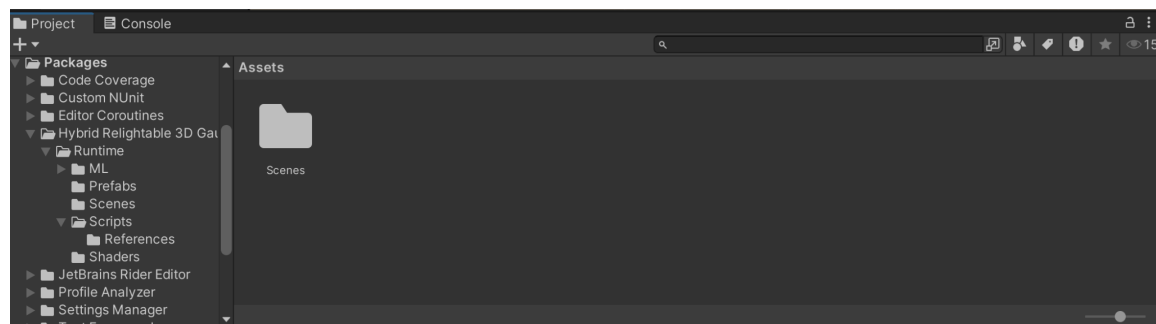 Project Console
15
Packages
Assets
Code Coverage
Custom NUnit
Editor Coroutines
Hybrid Relightable 3D Gau
Runtime
ML
Scenes
Prefabs
Scenes
Scripts
References
Shaders
JetBrains Rider Editor
Profile Analyzer
Settings Manager